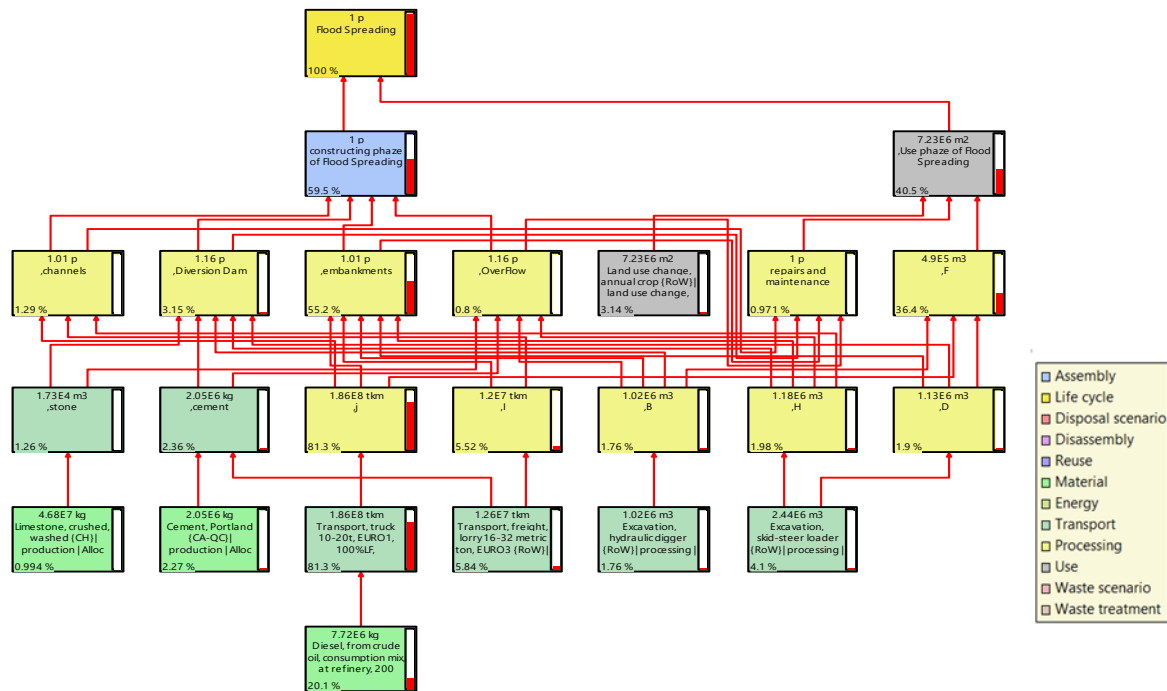 1 p
Flood Spreading
100 %
1 p
constructing phaze
of Flood Spreading
59.5 %
7.23E6 m2
,Use phaze of Flood
Spreading
40.5 %
1.01 p
,channels
1.29 %
1.16 p
,Diversion Dam
3.15 %
1.01 p
,embankments
55.2 %
1.16 p
,OverFlow
0.8 %
7.23E6 m2
Land use change,
annual crop {RoW}|
land use change,
3.14 %
1 p
repairs and
maintenance
0.971 %
4.9E5 m3
,F
36.4 %
1.73E4 m3
,stone
1.26 %
2.05E6 kg
,cement
2.36 %
1.86E8 tkm
,j
81.3 %
1.2E7 tkm
,I
5.52 %
1.02E6 m3
,B
1.76 %
1.18E6 m3
,H
1.98 %
1.13E6 m3
,D
1.9 %
4.68E7 kg
Limestone, crushed,
washed {CH}|
production | Alloc
0.994 %
2.05E6 kg
Cement, Portland
{CA-QC}|
production | Alloc
2.27 %
1.86E8 tkm
Transport, truck
10-20t, EURO1,
100%LF,
81.3 %
1.26E7 tkm
Transport, freight,
lorry 16-32 metric
ton, EURO3 {RoW}|
5.84 %
1.02E6 m3
Excavation,
hydraulic digger
{RoW}| processing |
1.76 %
2.44E6 m3
Excavation,
skid-steer loader
{RoW}| processing |
4.1 %
7.72E6 kg
Diesel, from crude
oil, consumption mix,
at refinery, 200
20.1 %
Assembly
Life cycle
Disposal scenario
Disassembly
Reuse
Material
Energy
Transport
Processing
Use
Waste scenario
Waste treatment